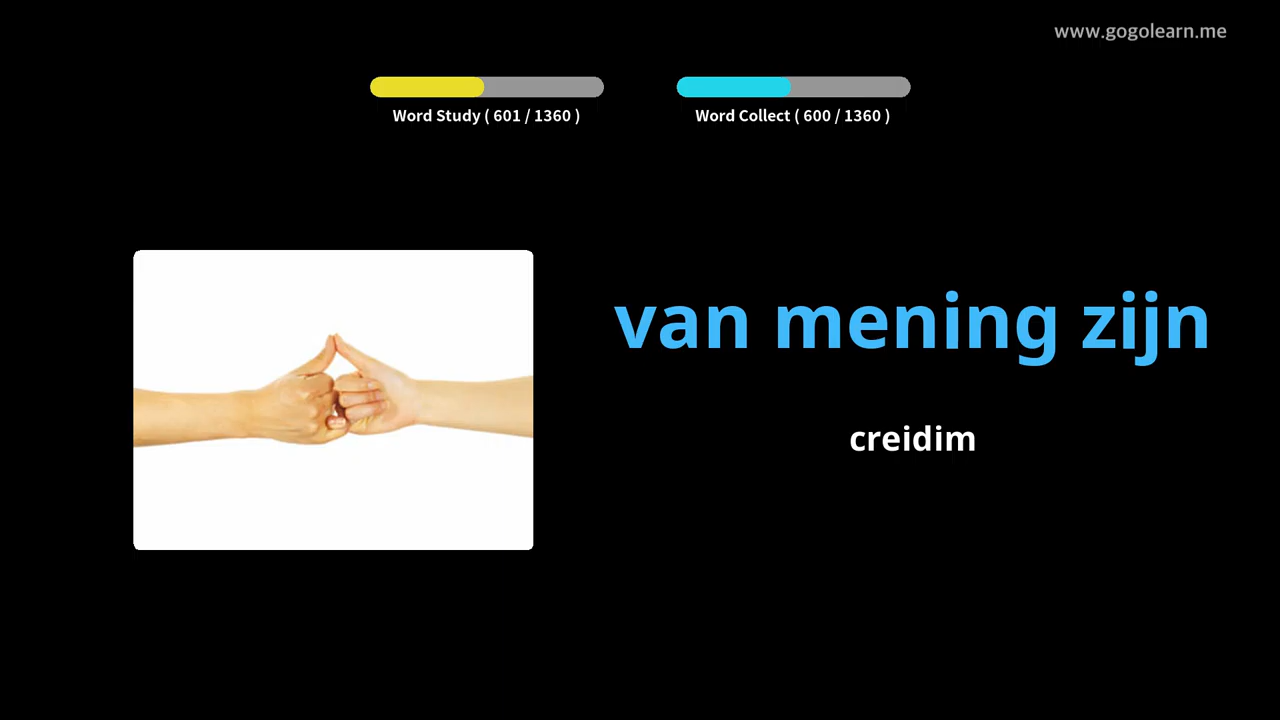 www.gogolearn.me
Word Study ( 601 / 1360 )
Word Collect ( 600 / 1360 )
van mening zijn
creidim